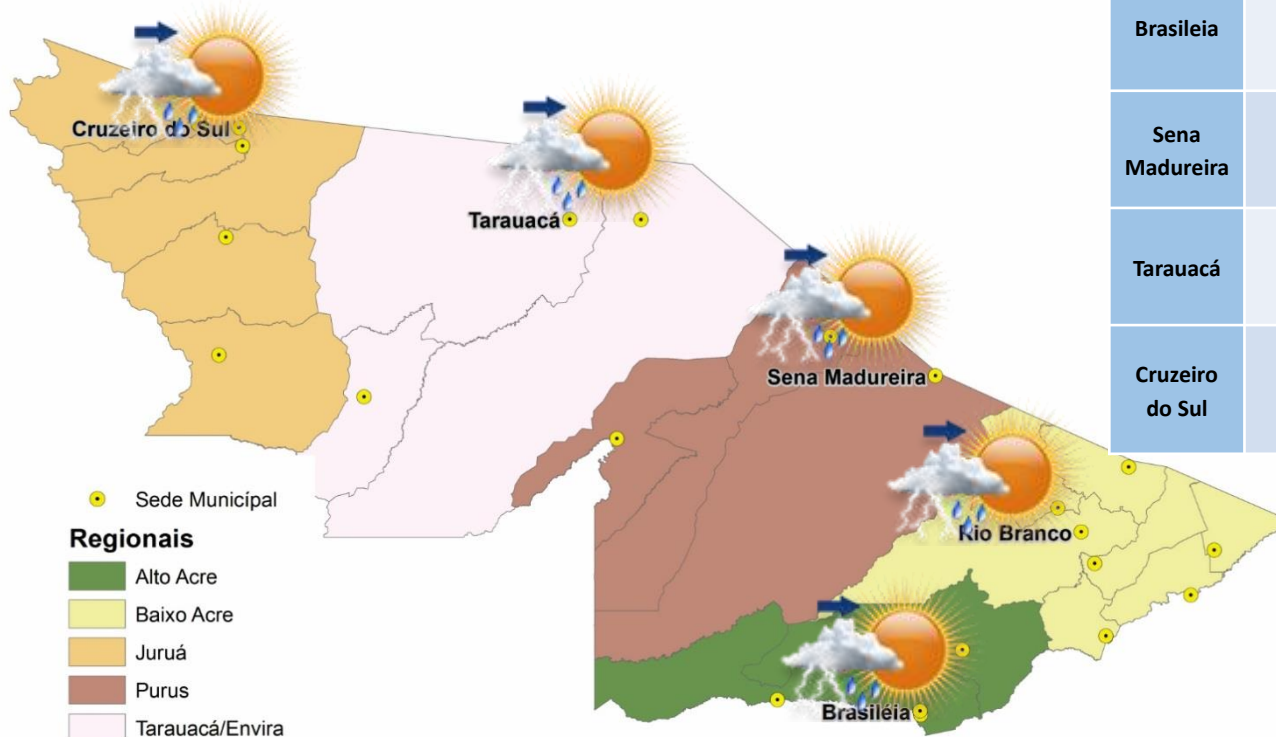 Cruzeiro do Sul
Tarauacá
Sena Madureira
Rio Branco
Brasiléia
Sede Municípal
Regionais
Alto Acre
Baixo Acre
Juruá
Purus
Tarauacá/Envira
Brasileia
Sena
Madureira
Tarauacá
Cruzeiro
do Sul